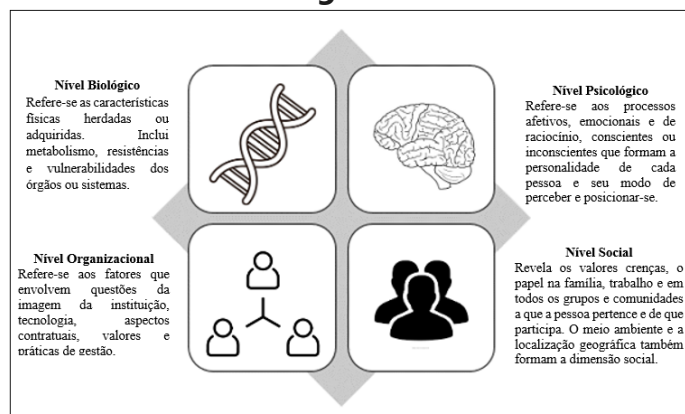 Nível Biológico
Refere-se as características
físicas herdadas ou
adquiridas. Inclui
metabolismo, resistências
e vulnerabilidades dos
órgãos ou sistemas.
Nível Psicológico
Refere-se aos processos
afetivos, emocionais e de
raciocínio, conscientes ou
inconscientes que formam a
personalidade de cada
pessoa e seu modo de
perceber e posicionar-se.
Nível Organizacional
Refere-se aos fatores que
envolvem questões da
imagem da instituição,
tecnologia, aspectos
contratuais, valores e
práticas de gestão.
Nível Social
Revela os valores crenças, o
papel na família, trabalho e em
todos os grupos e comunidades
a que a pessoa pertence e de que
participa. O meio ambiente e a
localização geográfica também
formam a dimensão social.